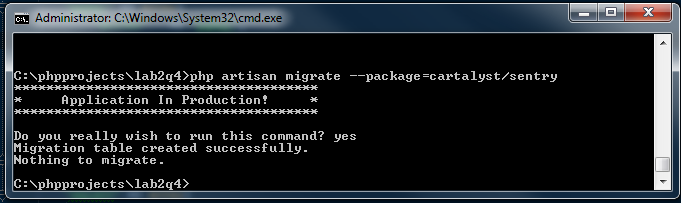 Administrator: C:\Windows\System32\cmd.exe
C:\phpprojects\lab2q4>php artisan migrate --package=cartalyst/sentry
**************************************
*     Application In Production!     *
**************************************
Do you really wish to run this command? yes
Migration table created successfully.
Nothing to migrate.
C:\phpprojects\lab2q4>